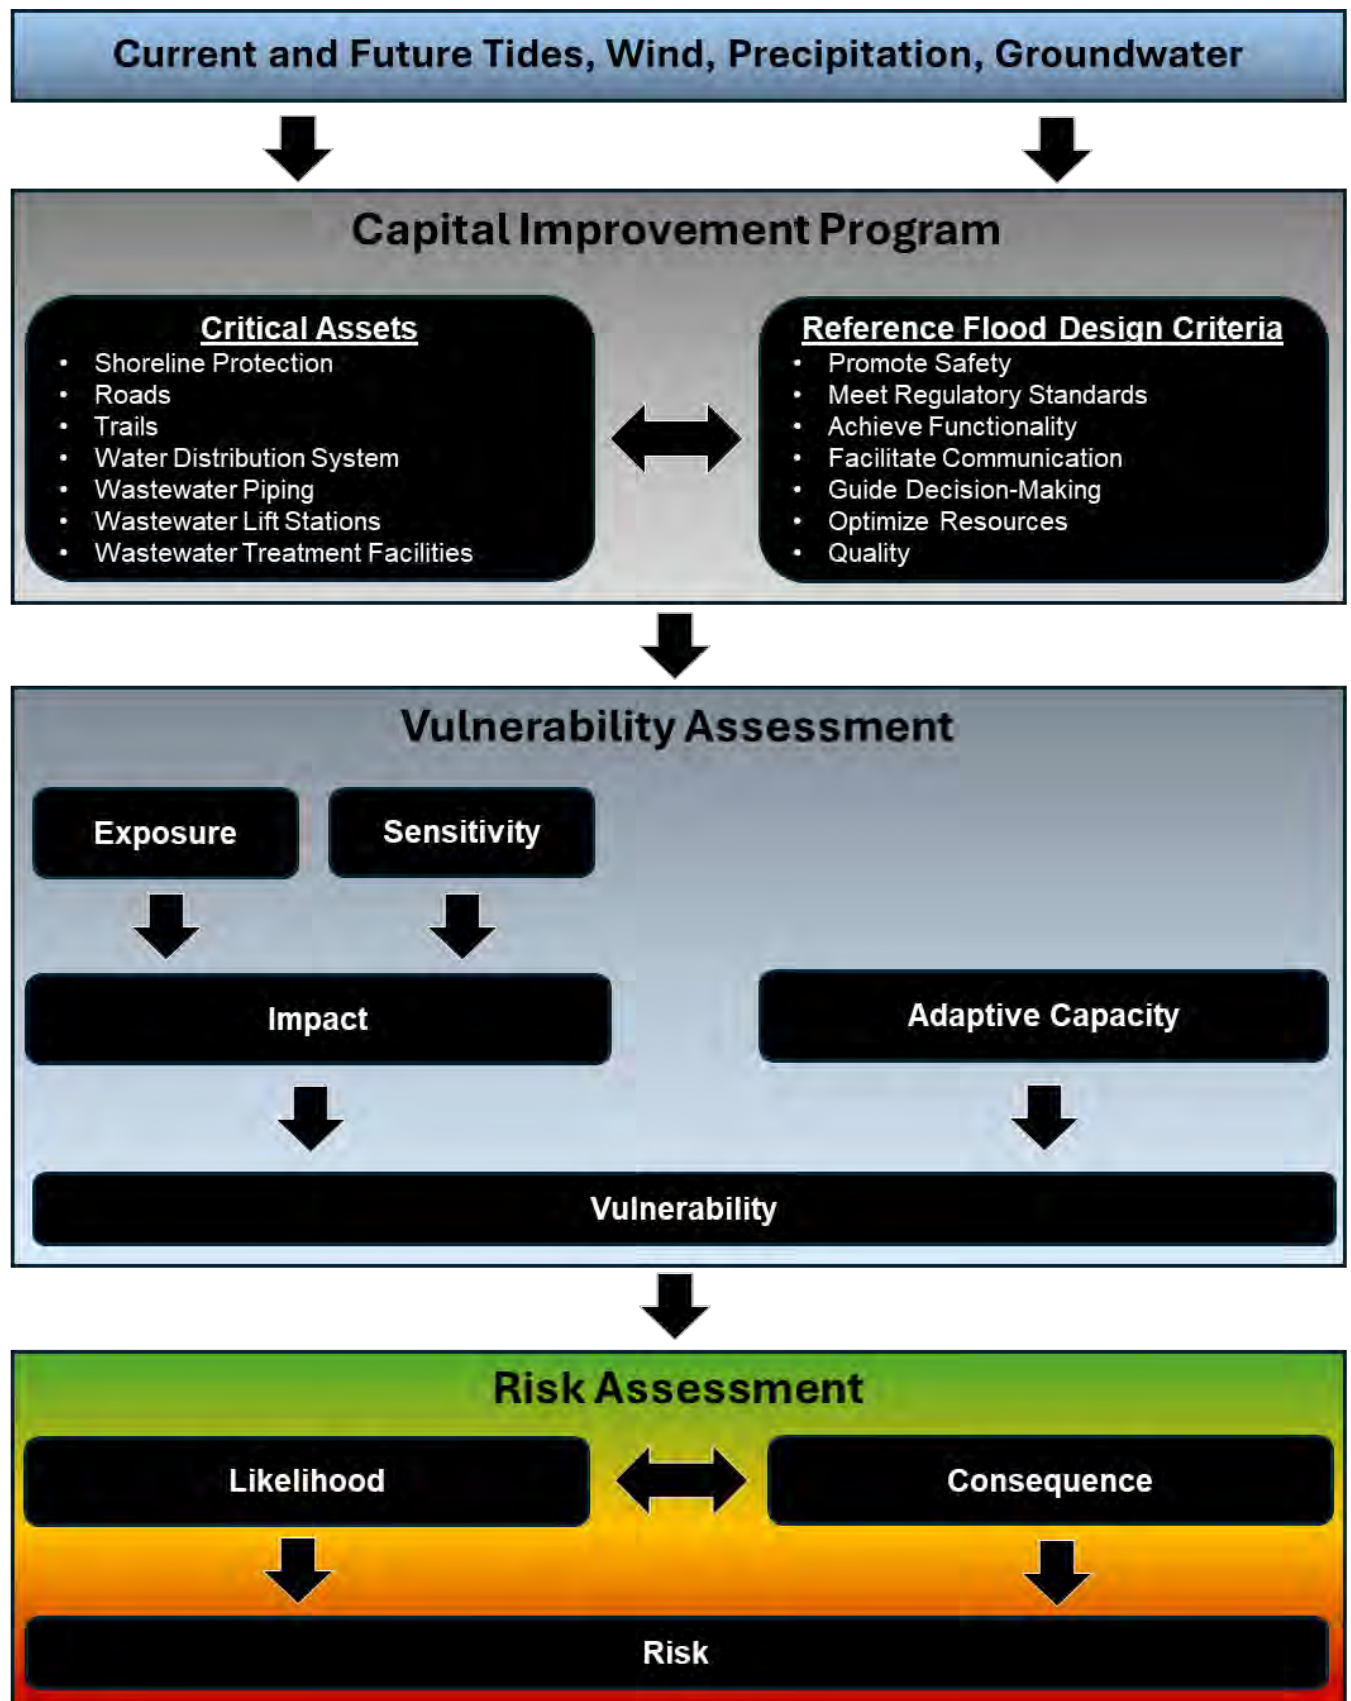 Current and Future Tides, Wind, Precipitation, Groundwater
Capital Improvement Program
Critical Assets
• Shoreline Protection
• Roads
• Trails
• Water Distribution System
• Wastewater Piping
• Wastewater Lift Stations
• Wastewater Treatment Facilities
Reference Flood Design Criteria
• Promote Safety
• Meet Regulatory Standards
• Achieve Functionality
• Facilitate Communication
• Guide Decision-Making
• Optimize Resources
• Quality
Vulnerability Assessment
Exposure
Sensitivity
Impact
Adaptive Capacity
Vulnerability
Risk Assessment
Likelihood
Consequence
Risk